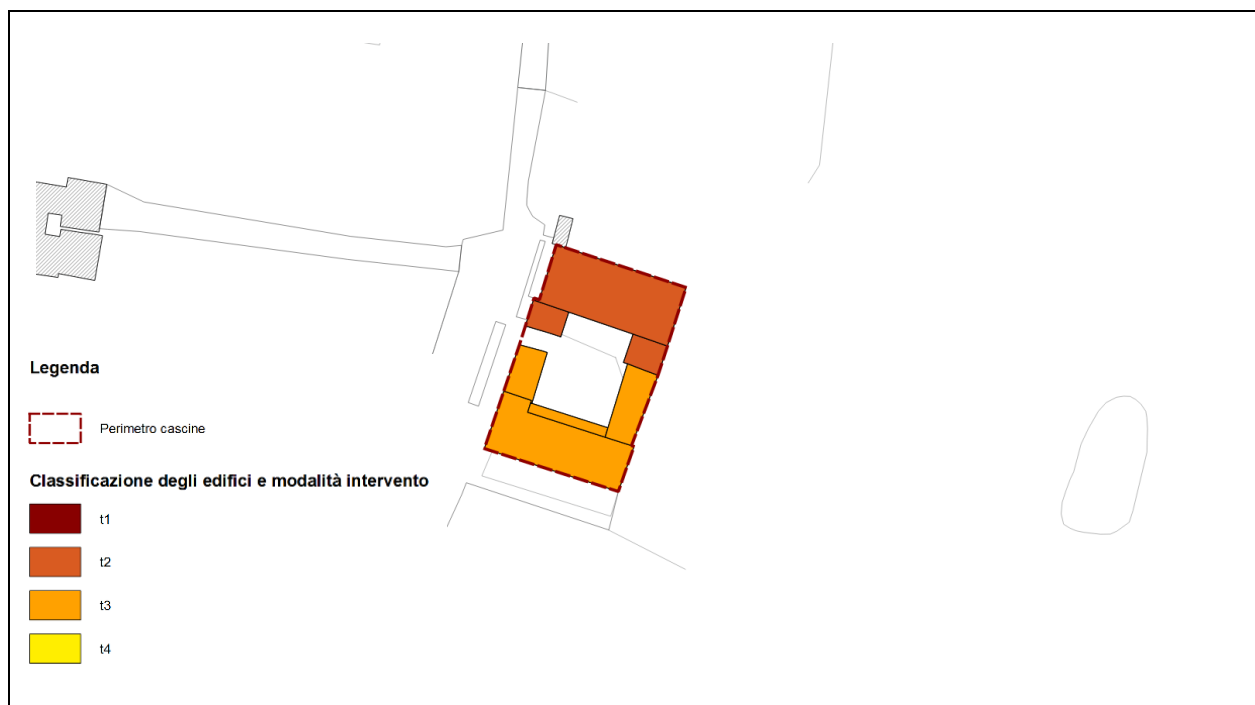 Legenda
Perimetro cascine
Classificazione degli edifici e modalità intervento
t1
t2
t3
t4